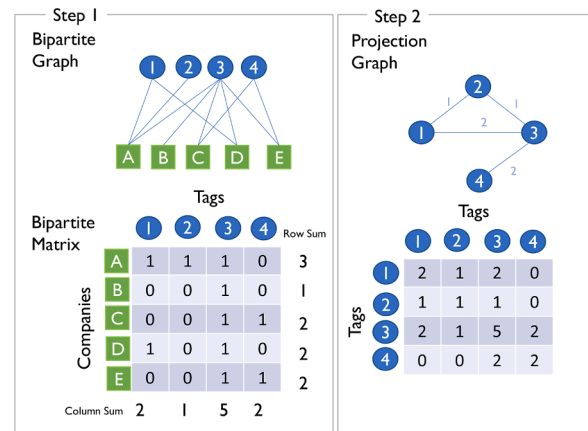 Step 1
Bipartite
Graph
1 2 3 4
A B C D E
Tags
Bipartite
Matrix
1 2 3 4 Row Sum
Companies
A 1 1 1 0 3
B 0 0 1 0 1
C 0 0 1 1 2
D 1 0 1 0 2
E 0 0 1 1 2
Column Sum 2 1 5 2
Step 2
Projection
Graph
2
1 1
1 2 3
4 2
Tags
1 2 3 4
Tags
1 2 1 2 0
2 1 1 1 0
3 2 1 5 2
4 0 0 2 2